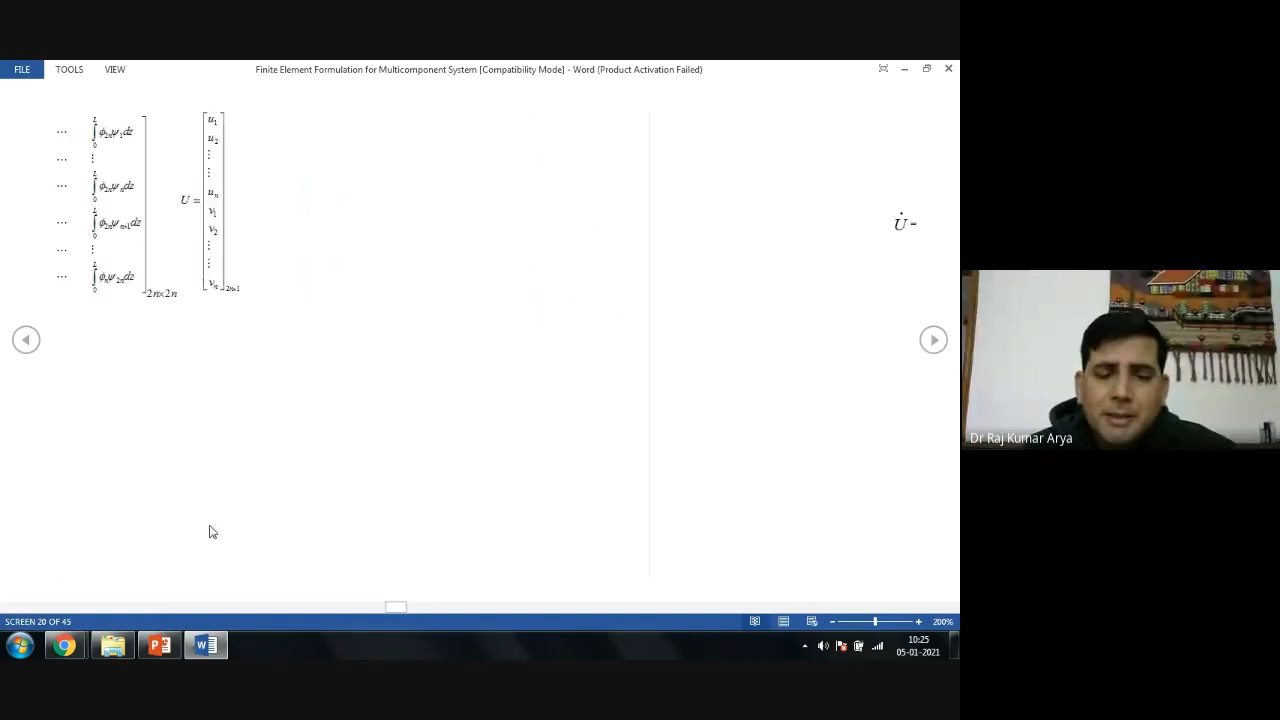 FILE TOOLS VIEW Finite Element Formulation for Multicomponent System [Compatibility Mode] - Word (Product Activation Failed)
⋯ ∫₀ᴸ ϕ₂ₙψ₁dz
⋯ ⋮
⋯ ∫₀ᴸ ϕ₂ₙψₙdz
⋯ ∫₀ᴸ ϕ₂ₙψₙ₊₁dz
⋯ ⋮
⋯ ∫₀ᴸ ϕₙψ₂ₙdz
2n×2n
U =
u₁
u₂
⋮
⋮
uₙ
v₁
v₂
⋮
⋮
vₙ
2n×1
U̇ =
Dr Raj Kumar Arya
SCREEN 20 OF 45
200%
10:25
05-01-2021